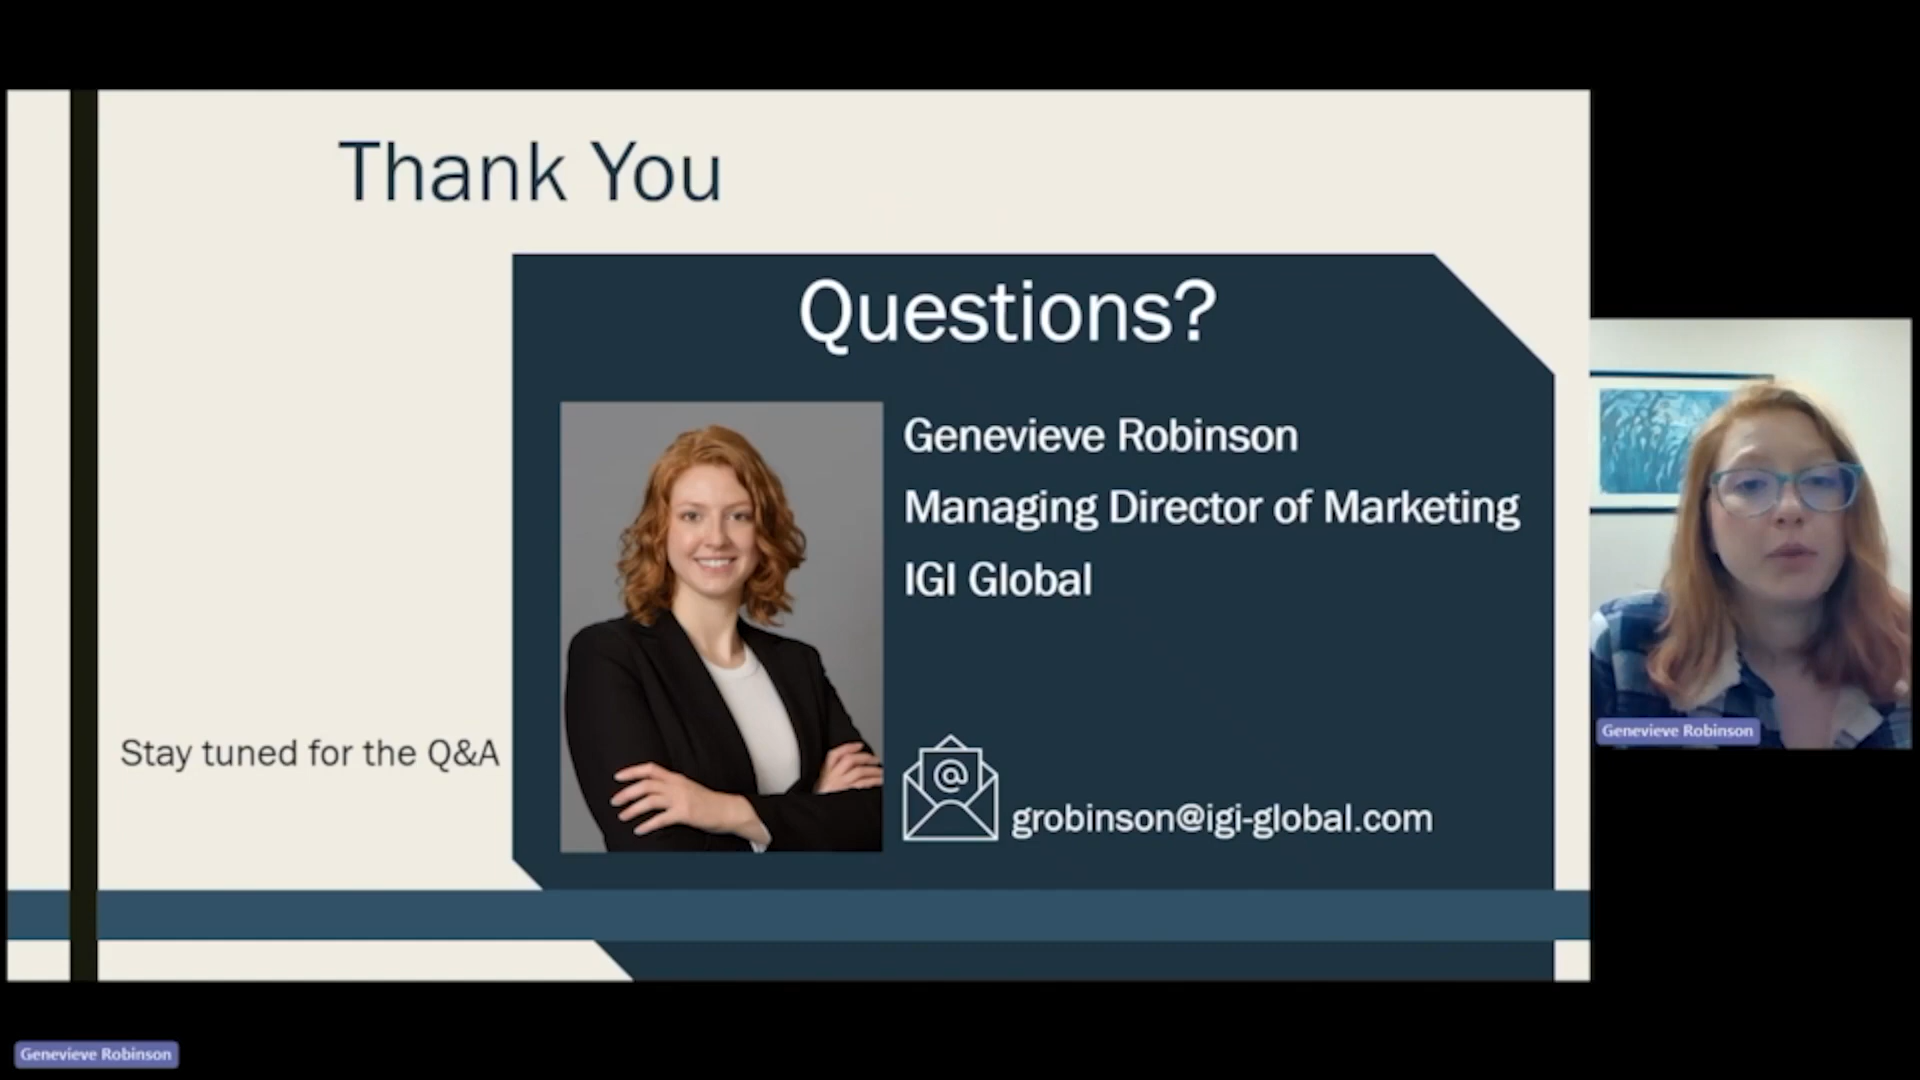 Thank You
Questions?
Genevieve Robinson
Managing Director of Marketing
IGI Global
Stay tuned for the Q&A
@
grobinson@igi-global.com
Genevieve Robinson
Genevieve Robinson